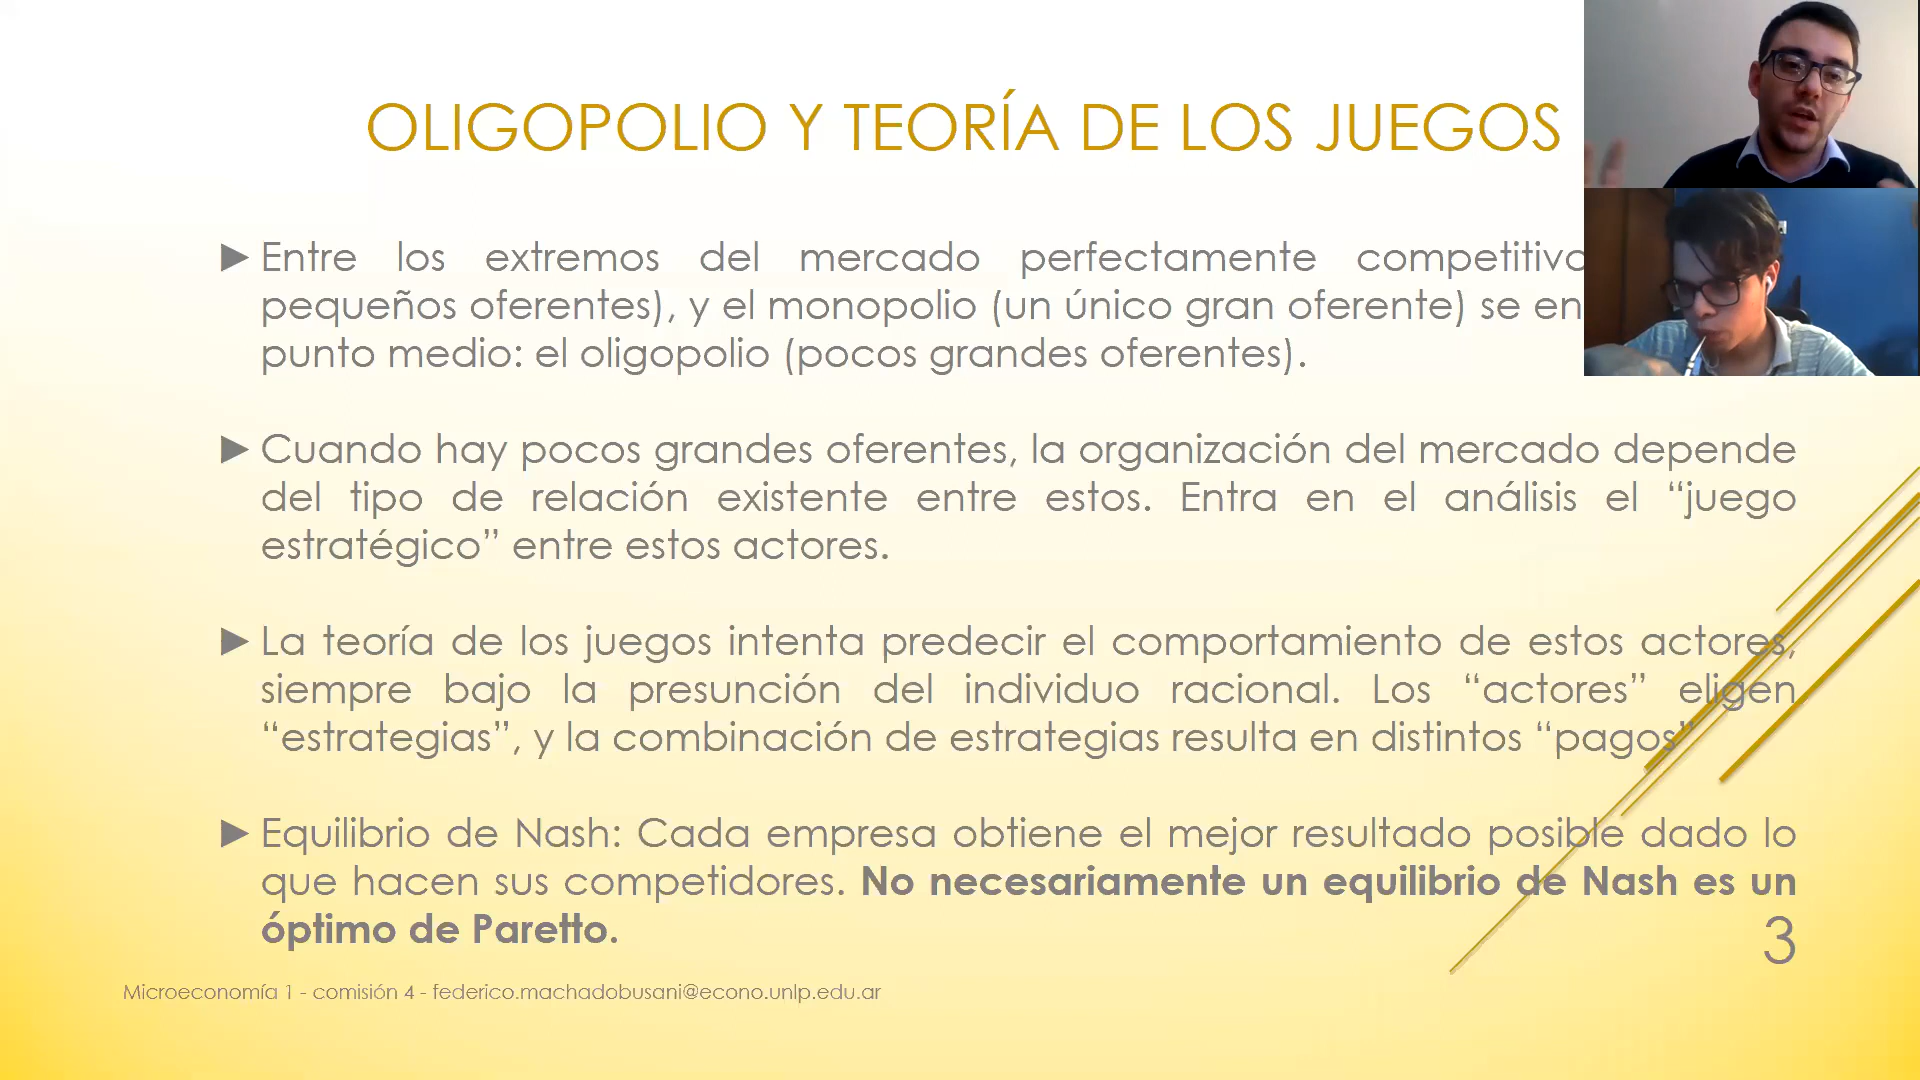 OLIGOPOLIO Y TEORÍA DE LOS JUEGOS
Entre los extremos del mercado perfectamente competitivo
pequeños oferentes), y el monopolio (un único gran oferente) se en
punto medio: el oligopolio (pocos grandes oferentes).
Cuando hay pocos grandes oferentes, la organización del mercado depende
del tipo de relación existente entre estos. Entra en el análisis el “juego
estratégico” entre estos actores.
La teoría de los juegos intenta predecir el comportamiento de estos actores,
siempre bajo la presunción del individuo racional. Los “actores” eligen
“estrategias”, y la combinación de estrategias resulta en distintos “pagos”
Equilibrio de Nash: Cada empresa obtiene el mejor resultado posible dado lo
que hacen sus competidores. No necesariamente un equilibrio de Nash es un
óptimo de Paretto.
3
Microeconomía 1 - comisión 4 - federico.machadobusani@econo.unlp.edu.ar